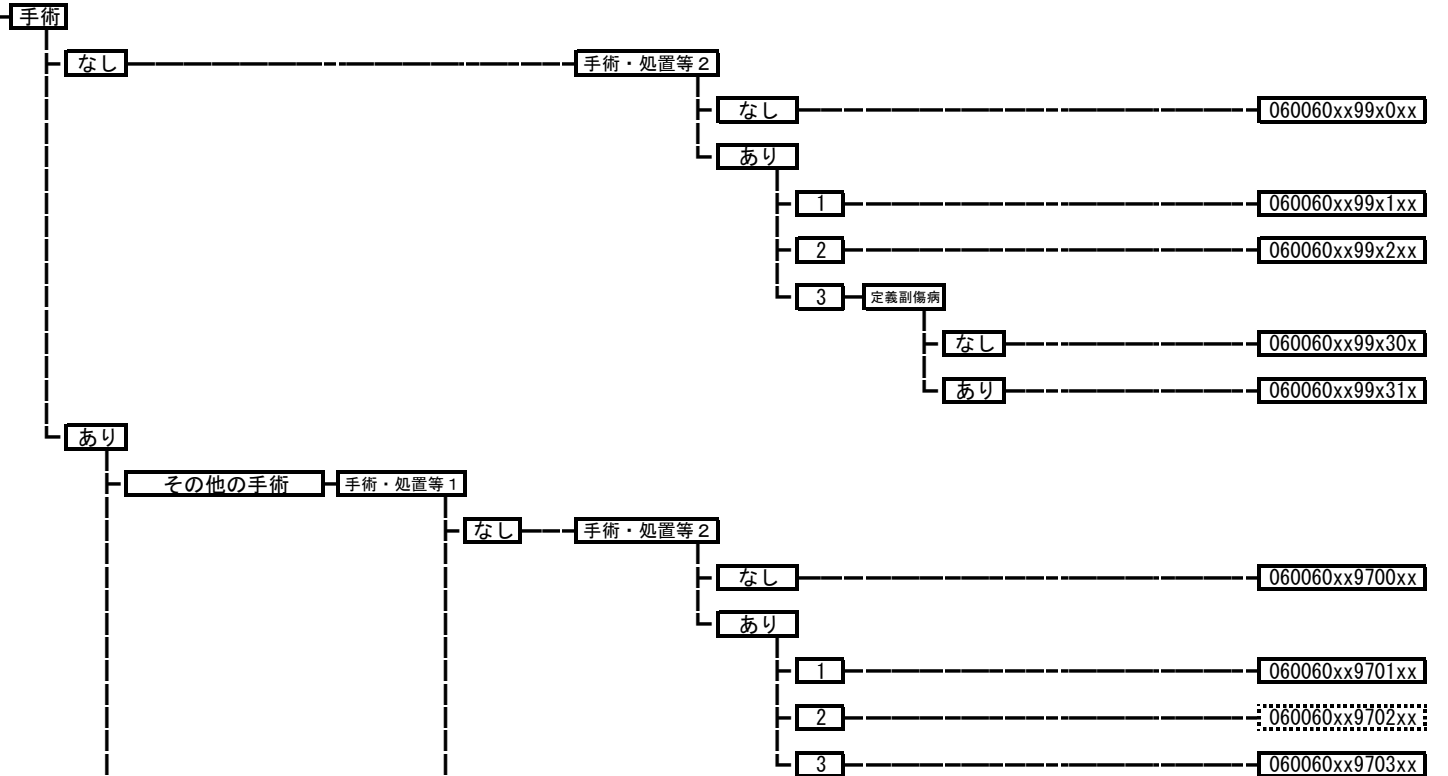 手術
なし 手術・処置等２
なし 060060xx99x0xx
あり
1 060060xx99x1xx
2 060060xx99x2xx
3 定義副傷病
なし 060060xx99x30x
あり 060060xx99x31x
あり
その他の手術 手術・処置等１
なし 手術・処置等２
なし 060060xx9700xx
あり
1 060060xx9701xx
2 060060xx9702xx
3 060060xx9703xx